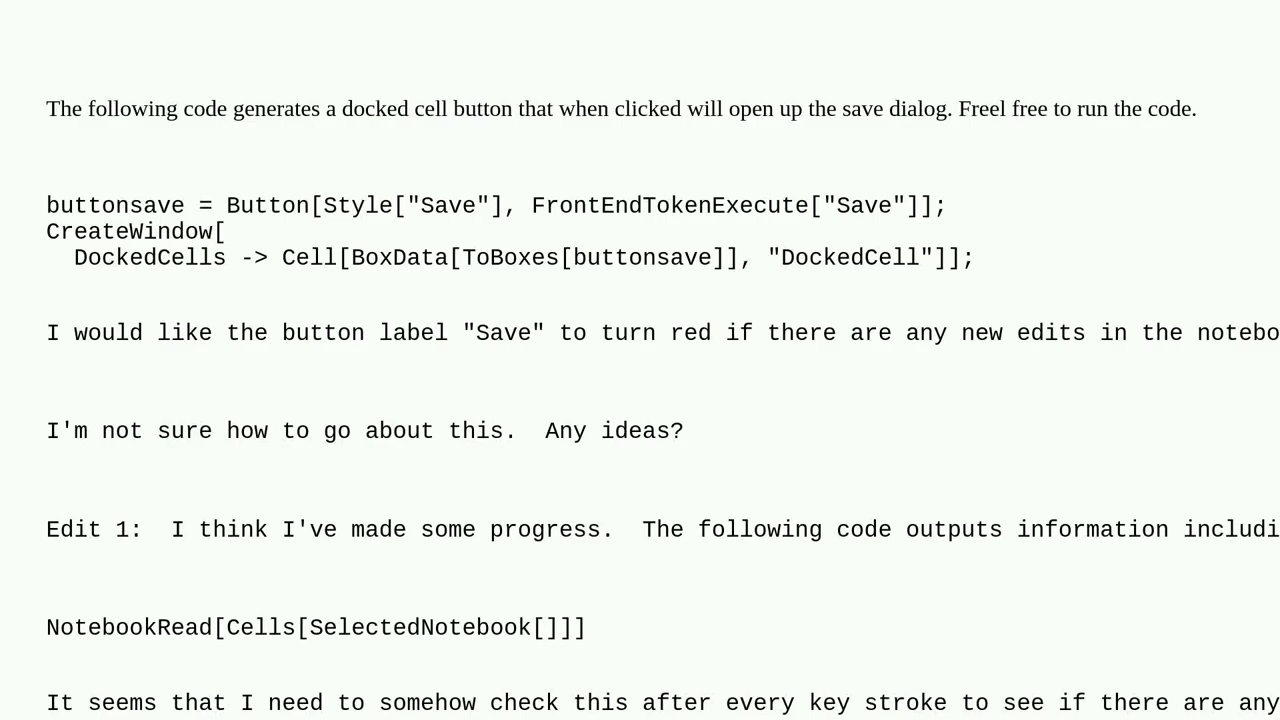 The following code generates a docked cell button that when clicked will open up the save dialog. Freel free to run the code.
buttonsave = Button[Style["Save"], FrontEndTokenExecute["Save"]];
CreateWindow[
  DockedCells -> Cell[BoxData[ToBoxes[buttonsave]], "DockedCell"]];
I would like the button label "Save" to turn red if there are any new edits in the notebo
I'm not sure how to go about this.  Any ideas?
Edit 1:  I think I've made some progress.  The following code outputs information includi
NotebookRead[Cells[SelectedNotebook[]]]
It seems that I need to somehow check this after every key stroke to see if there are any